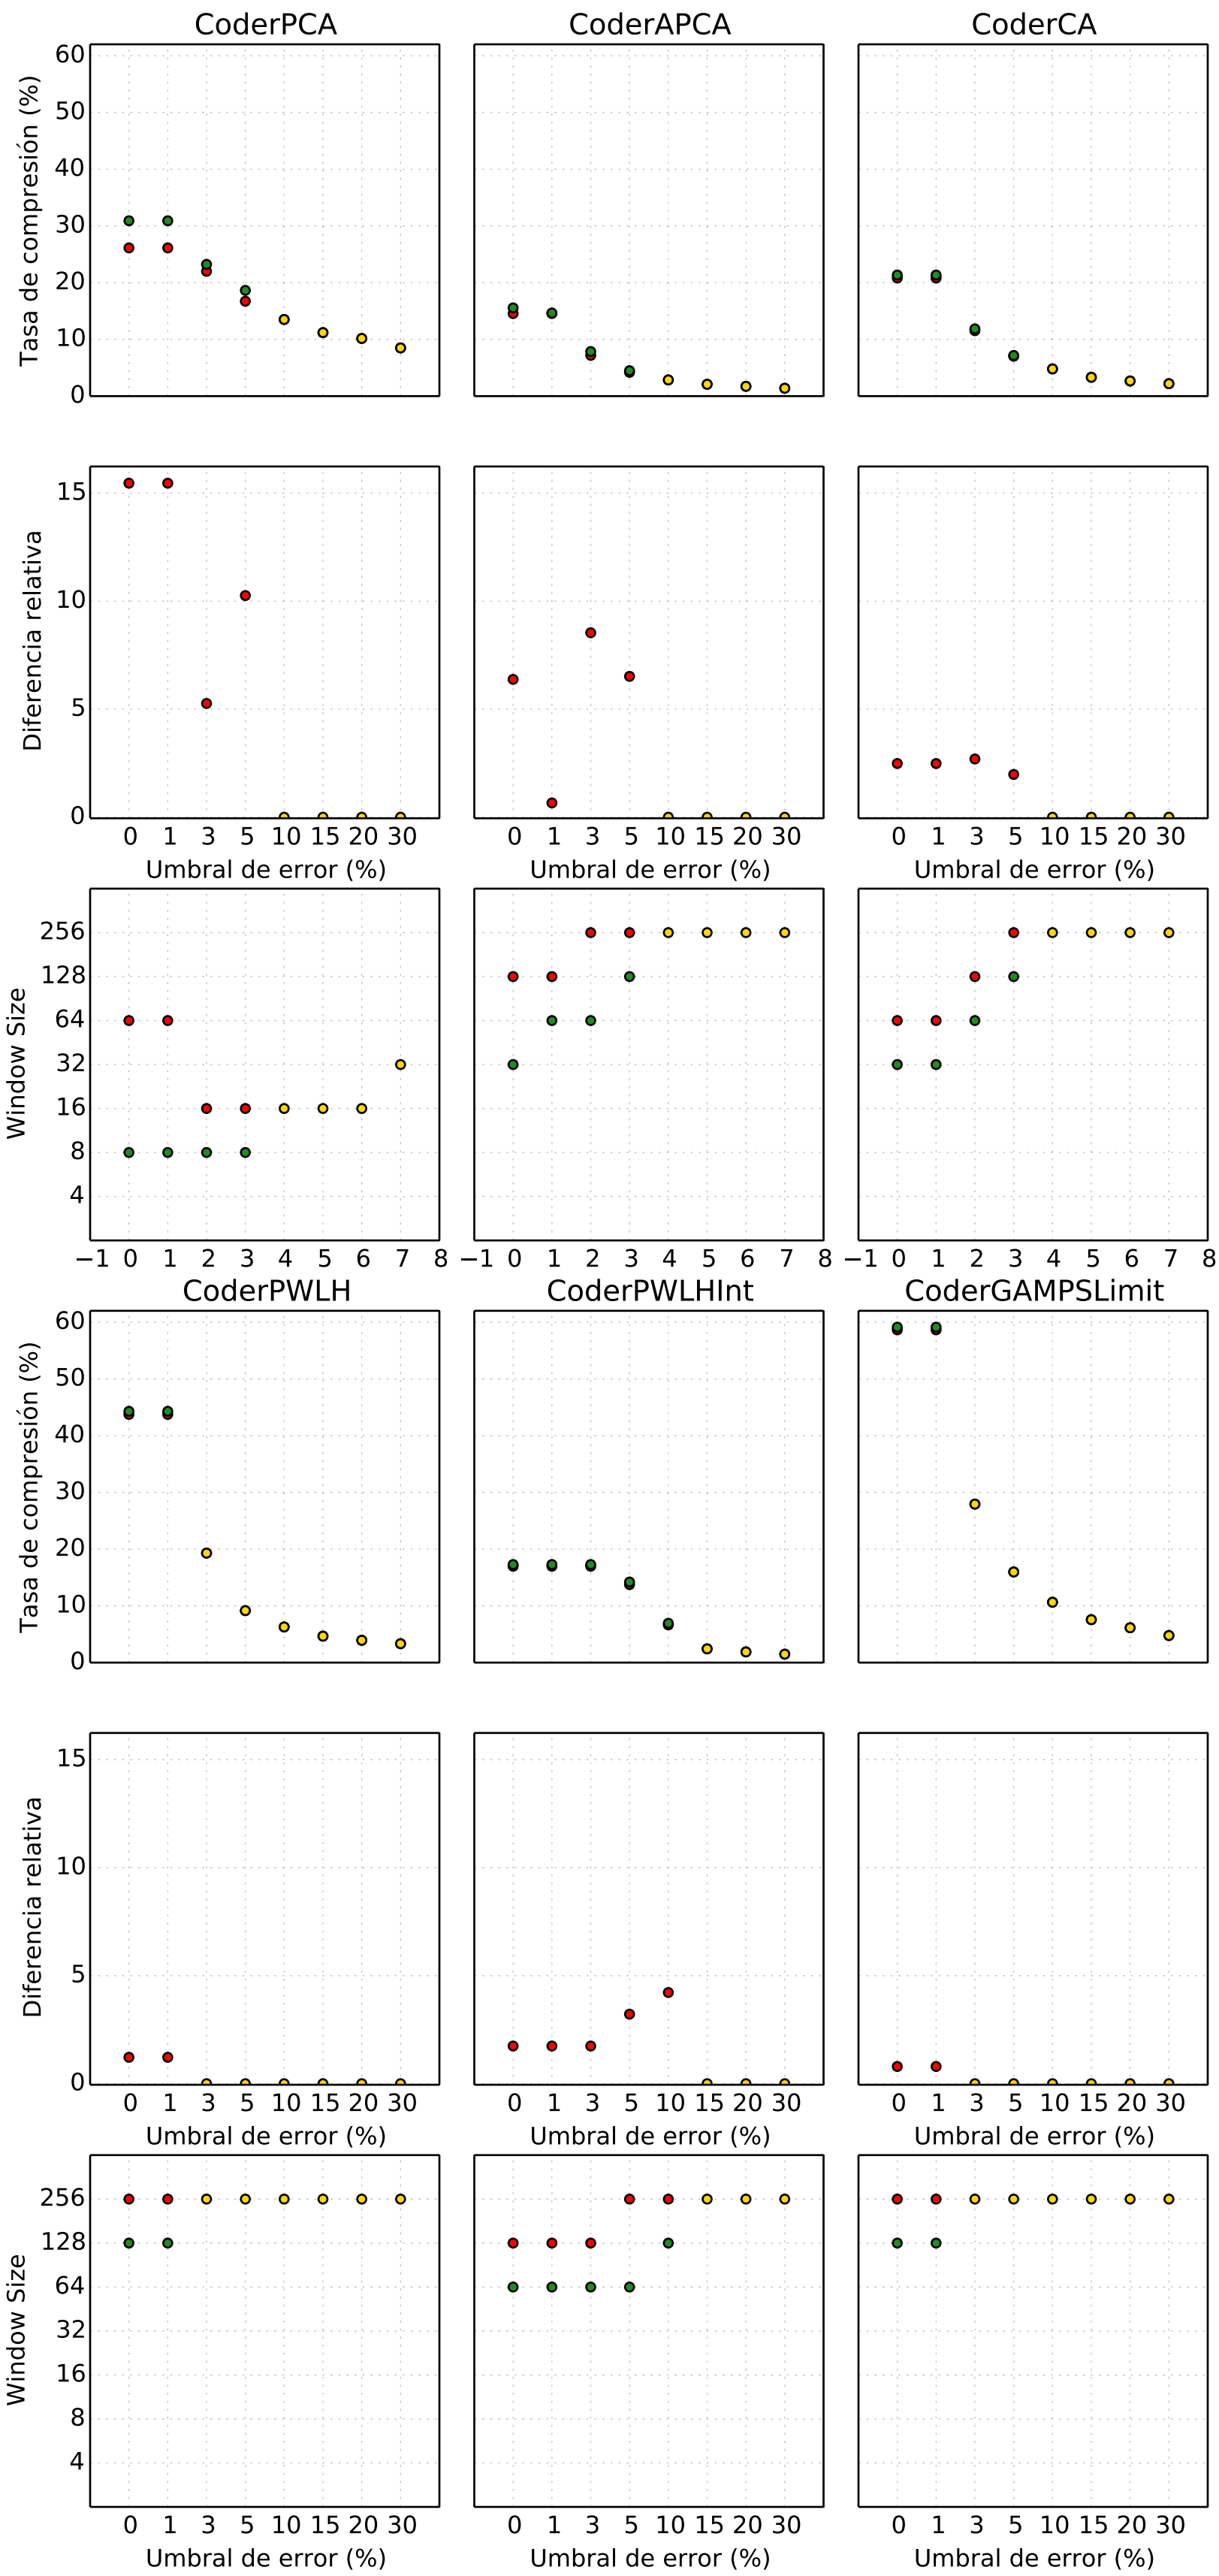 CoderPCA CoderAPCA CoderCA
Tasa de compresión (%)
60
50
40
30
20
10
0
Diferencia relativa
15
10
5
0
0 1 3 5 10 15 20 30 0 1 3 5 10 15 20 30 0 1 3 5 10 15 20 30
Umbral de error (%) Umbral de error (%) Umbral de error (%)
Window Size
256
128
64
32
16
8
4
−1 0 1 2 3 4 5 6 7 8 −1 0 1 2 3 4 5 6 7 8 −1 0 1 2 3 4 5 6 7 8
CoderPWLH CoderPWLHInt CoderGAMPSLimit
Tasa de compresión (%)
60
50
40
30
20
10
0
Diferencia relativa
15
10
5
0
0 1 3 5 10 15 20 30 0 1 3 5 10 15 20 30 0 1 3 5 10 15 20 30
Umbral de error (%) Umbral de error (%) Umbral de error (%)
Window Size
256
128
64
32
16
8
4
0 1 3 5 10 15 20 30 0 1 3 5 10 15 20 30 0 1 3 5 10 15 20 30
Umbral de error (%) Umbral de error (%) Umbral de error (%)